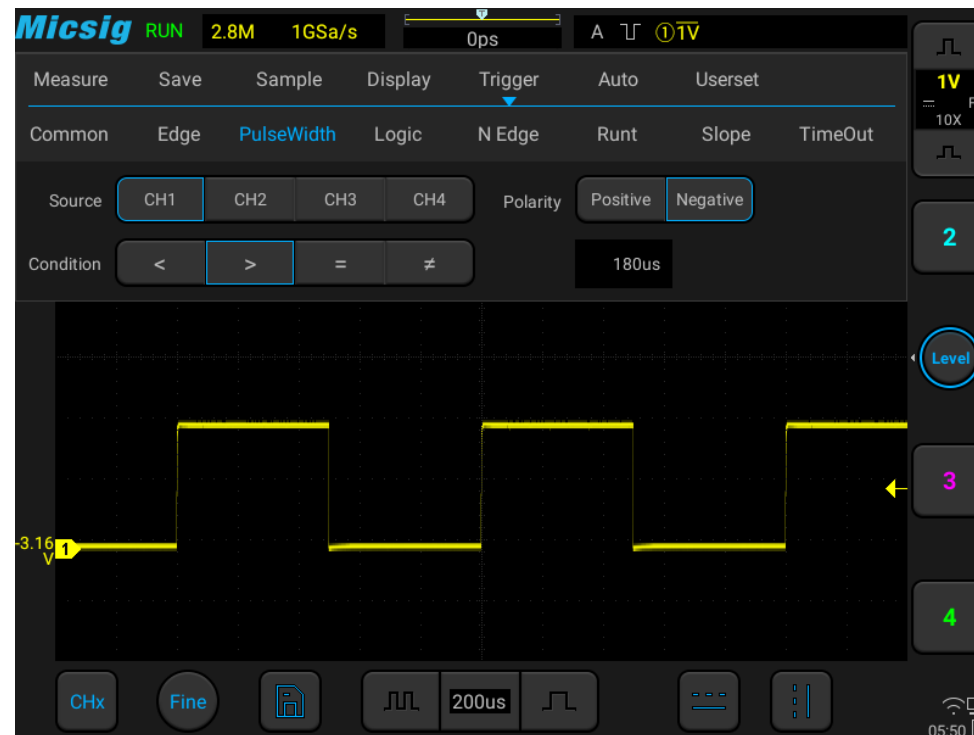 Micsig RUN 2.8M 1GSa/s 0ps A ①1V
Measure Save Sample Display Trigger Auto Userset
1V
Common Edge PulseWidth Logic N Edge Runt Slope TimeOut
10X
Source CH1 CH2 CH3 CH4 Polarity Positive Negative
2
Condition < > = ≠ 180us
Level
3
-3.16
V
1
4
CHx Fine 200us
05:50